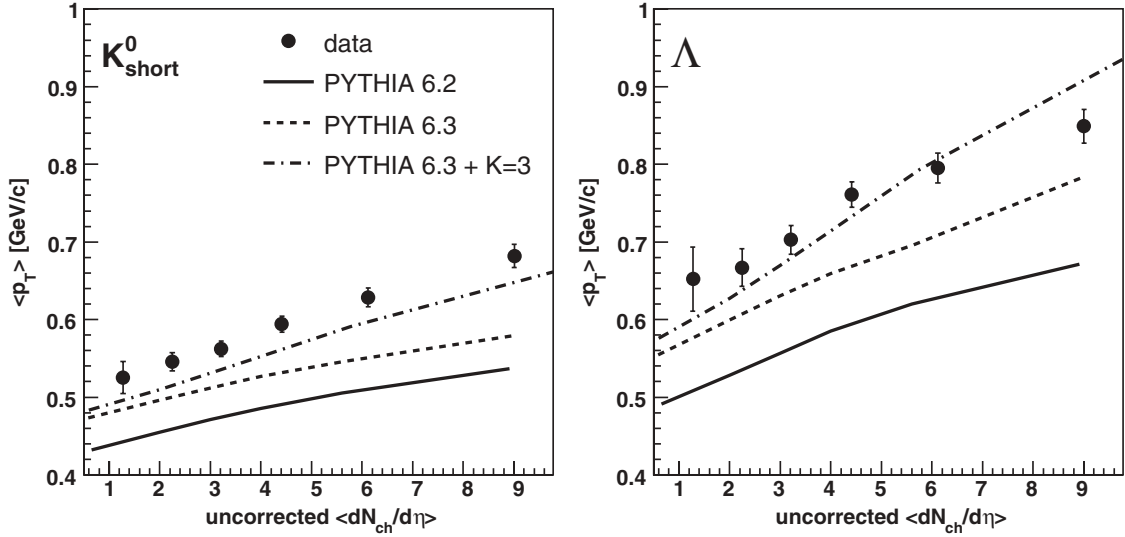 K⁰short
data
PYTHIA 6.2
PYTHIA 6.3
PYTHIA 6.3 + K=3
<pT> [GeV/c]
1
0.9
0.8
0.7
0.6
0.5
0.4
1 2 3 4 5 6 7 8 9
uncorrected <dNch/dη>
Λ
<pT> [GeV/c]
1
0.9
0.8
0.7
0.6
0.5
0.4
1 2 3 4 5 6 7 8 9
uncorrected <dNch/dη>